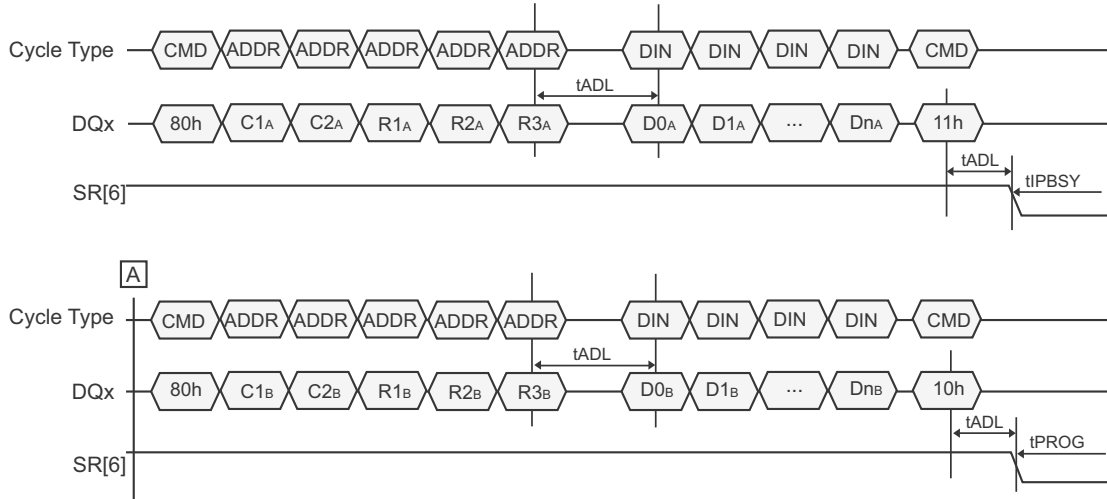 Cycle Type CMD ADDR ADDR ADDR ADDR ADDR DIN DIN DIN DIN CMD
tADL
DQx 80h C1A C2A R1A R2A R3A D0A D1A ... DnA 11h
tADL
SR[6] tIPBSY
A
Cycle Type CMD ADDR ADDR ADDR ADDR ADDR DIN DIN DIN DIN CMD
tADL
DQx 80h C1B C2B R1B R2B R3B D0B D1B ... DnB 10h
tADL
SR[6] tPROG